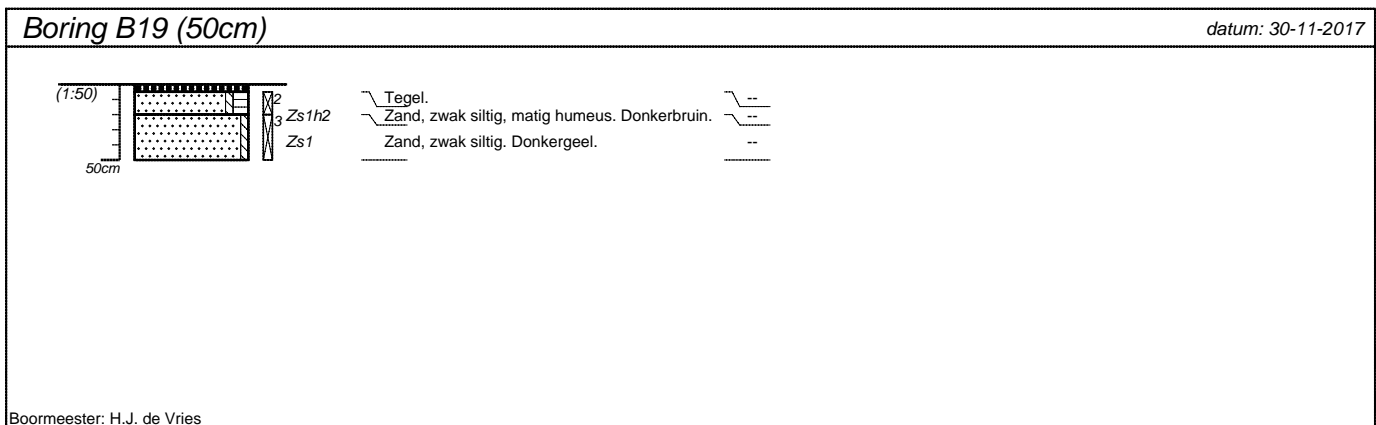 Boring B19 (50cm)
datum: 30-11-2017
(1:50)
2
Tegel.
--
3
Zs1h2
Zand, zwak siltig, matig humeus. Donkerbruin.
--
Zs1
Zand, zwak siltig. Donkergeel.
--
50cm
Boormeester: H.J. de Vries